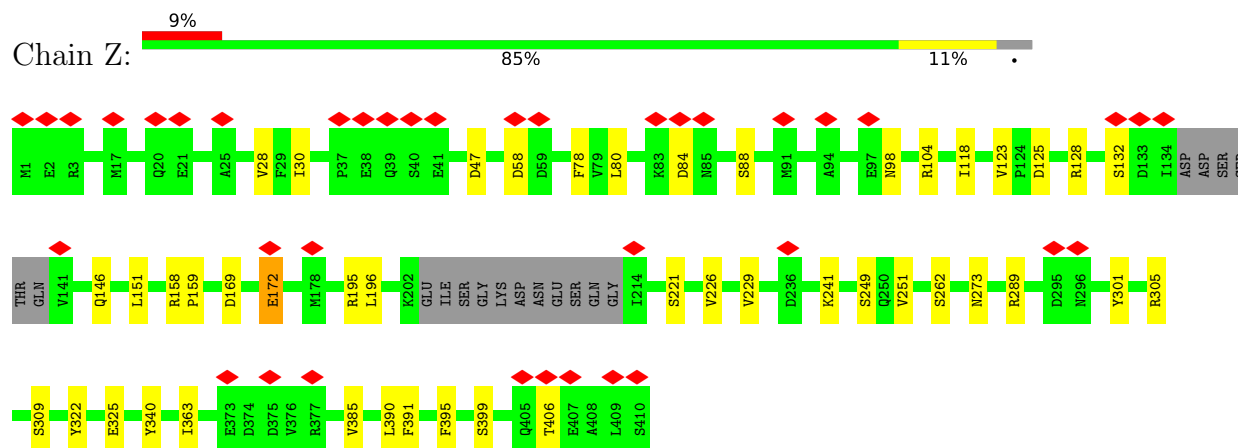 9%
Chain Z:
85% 11% •
M1 E2 R3 M17 Q20 E21 A25 V28 F29 I30 P37 E38 Q39 S40 E41 D47 D58 D59 F78 V79 L80 K83 D84 N85 S88 M91 A94 E97 N98 R104 I118 V123 P124 D125 R128 S132 D133 I134 ASP ASP SER SER
THR GLN V141 Q146 L151 R158 P159 D169 E172 M178 R195 L196 K202 GLU ILE SER GLY LYS ASP ASN GLU SER GLN GLY I214 S221 V226 V229 D236 K241 S249 Q250 V251 S262 N273 R289 D295 N296 Y301 R305
S309 Y322 E325 Y340 I363 E373 D374 D375 V376 R377 V385 L390 F391 F395 S399 Q405 T406 E407 A408 L409 S410